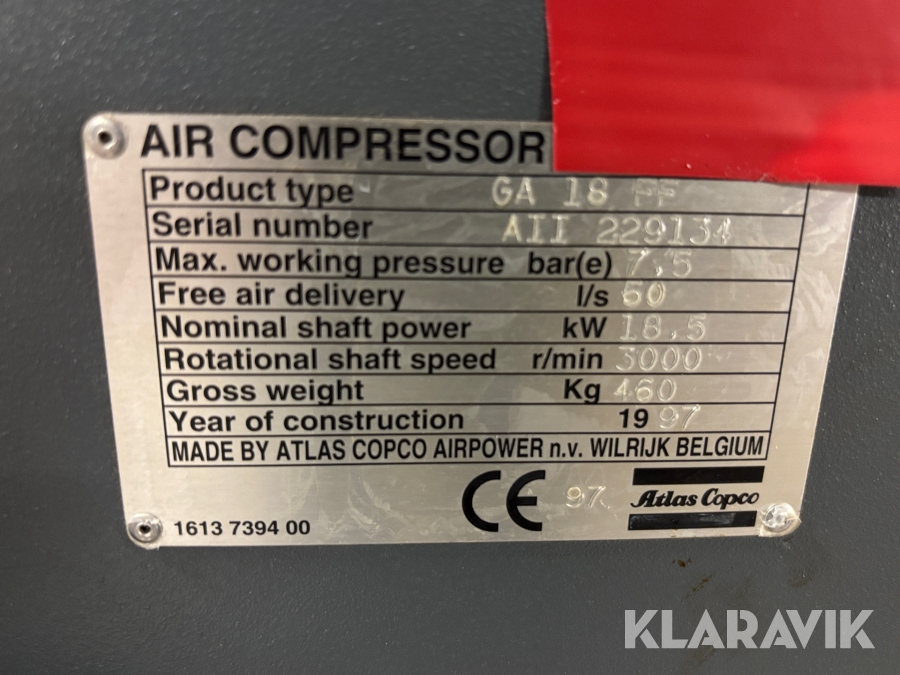 AIR COMPRESSOR
Product type GA 18 FF
Serial number AII 229134
Max. working pressure bar(e) 7,5
Free air delivery l/s 60
Nominal shaft power kW 18,5
Rotational shaft speed r/min 3000
Gross weight Kg 460
Year of construction 19 97
MADE BY ATLAS COPCO AIRPOWER n.v. WILRIJK BELGIUM
CE 97 Atlas Copco
1613 7394 00
KLARAVIK